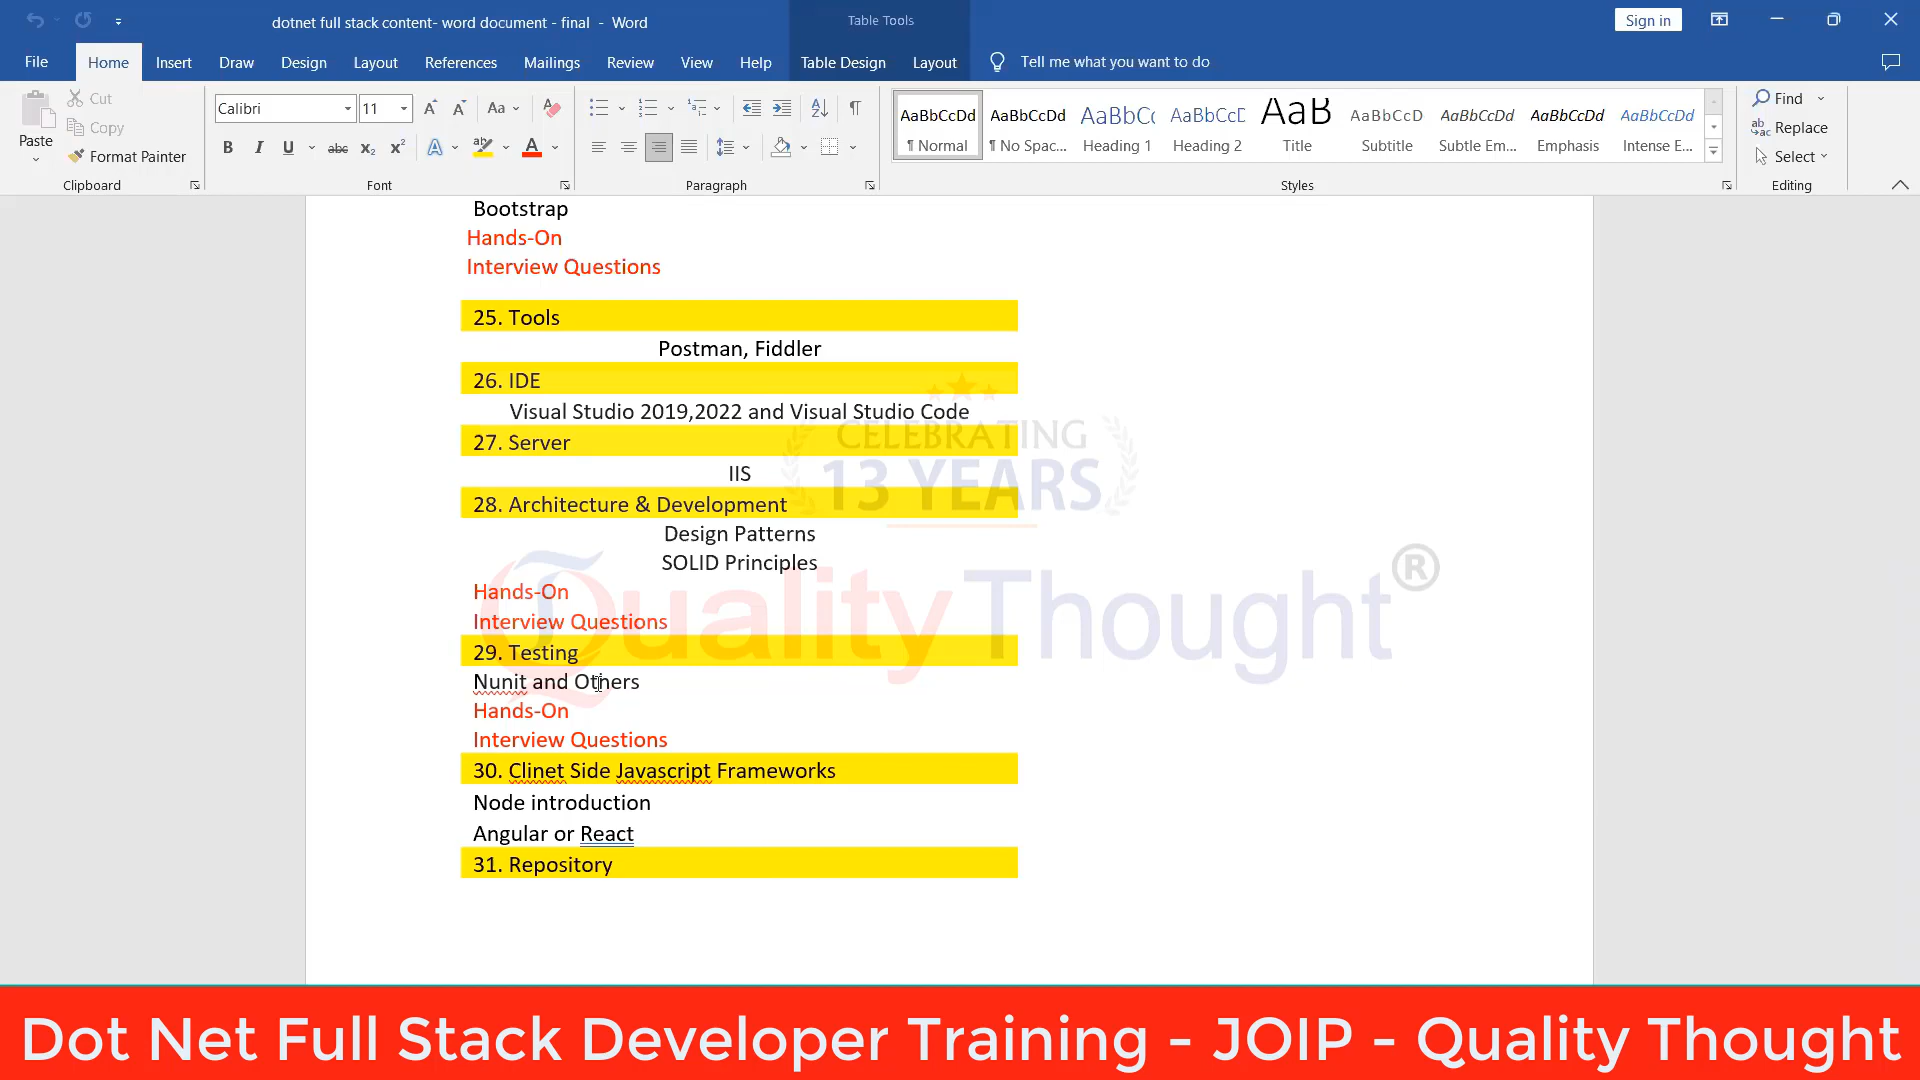 dotnet full stack content- word document - final - Word
Table Tools
Sign in
File Home Insert Draw Design Layout References Mailings Review View Help Table Design Layout Tell me what you want to do
Paste
Cut
Copy
Format Painter
Clipboard
Calibri 11
Font
Paragraph
AaBbCcDd AaBbCcDd AaBbC AaBbCcD AaB AaBbCcD AaBbCcDd AaBbCcDd AaBbCcDd
¶ Normal ¶ No Spac... Heading 1 Heading 2 Title Subtitle Subtle Em... Emphasis Intense E...
Styles
Find
Replace
Select
Editing
Bootstrap
Hands-On
Interview Questions
25. Tools
Postman, Fiddler
26. IDE
Visual Studio 2019,2022 and Visual Studio Code
27. Server
IIS
28. Architecture & Development
Design Patterns
SOLID Principles
Hands-On
Interview Questions
29. Testing
Nunit and Others
Hands-On
Interview Questions
30. Clinet Side Javascript Frameworks
Node introduction
Angular or React
31. Repository
CELEBRATING
13 YEARS
QualityThought®
Dot Net Full Stack Developer Training - JOIP - Quality Thought